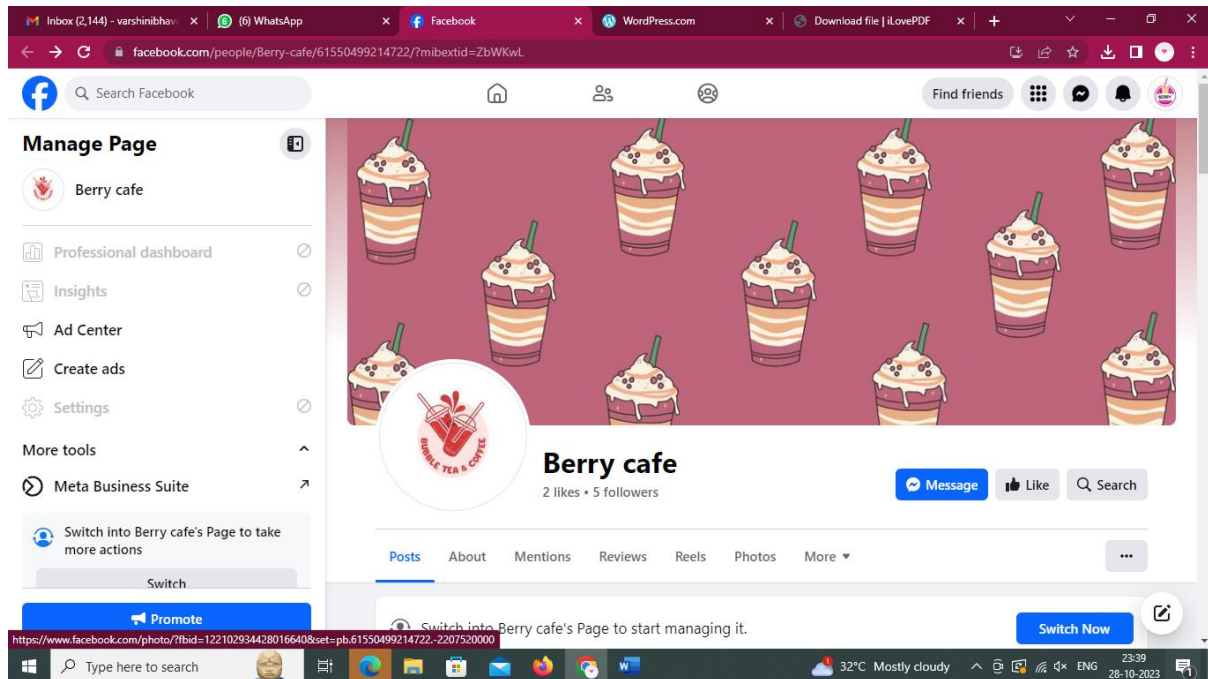 Inbox (2,144) - varshinibhava
(6) WhatsApp
Facebook
WordPress.com
Download file | iLovePDF
facebook.com/people/Berry-cafe/61550499214722/?mibextid=ZbWKwL
Search Facebook
Find friends
BERRY
Manage Page
Berry cafe
Professional dashboard
Insights
Ad Center
Create ads
Settings
More tools
Meta Business Suite
Switch into Berry cafe's Page to take
more actions
Switch
Promote
BUBBLE TEA & COFFEE
Berry cafe
2 likes • 5 followers
Message
Like
Search
Posts About Mentions Reviews Reels Photos More
Switch into Berry cafe's Page to start managing it.
Switch Now
https://www.facebook.com/photo/?fbid=122102934428016640&set=pb.61550499214722.-2207520000
Type here to search
32°C Mostly cloudy
ENG
23:39
28-10-2023